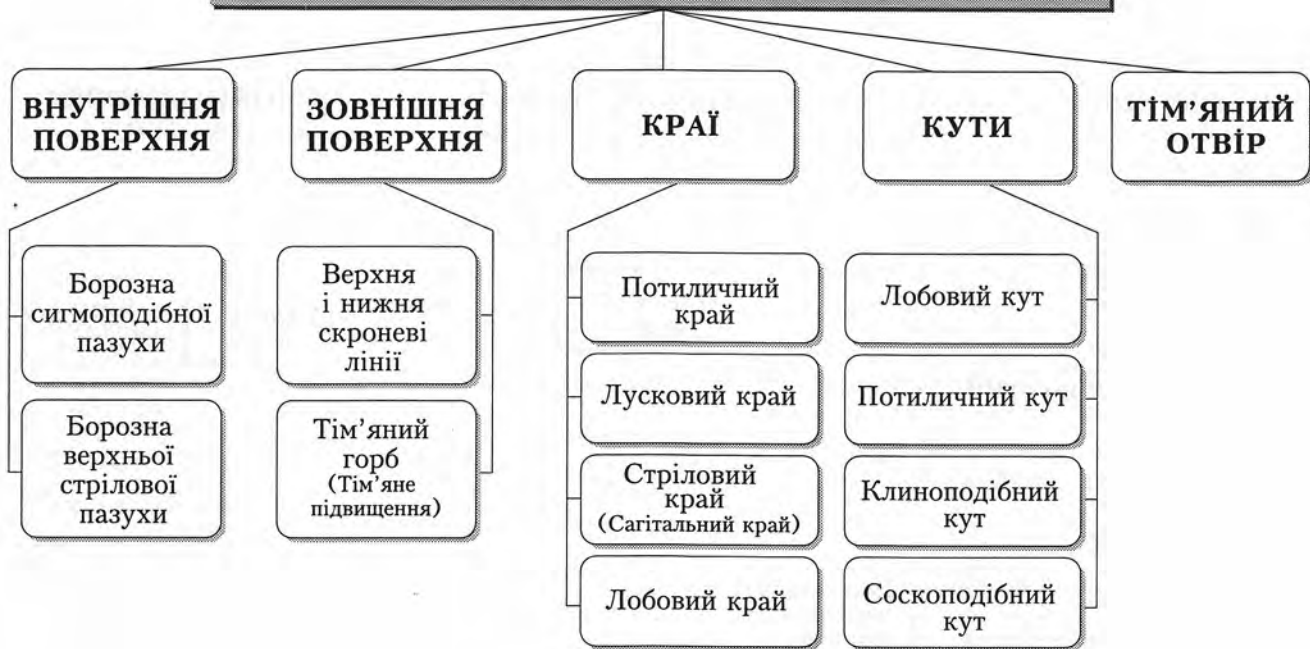 ВНУТРІШНЯ
ПОВЕРХНЯ
ЗОВНІШНЯ
ПОВЕРХНЯ
КРАЇ
КУТИ
ТІМ’ЯНИЙ
ОТВІР
Борозна
сигмоподібної
пазухи
Борозна
верхньої
стрілової
пазухи
Верхня
і нижня
скроневі
лінії
Тім’яний
горб
(Тім’яне
підвищення)
Потиличний
край
Лусковий край
Стріловий
край
(Сагітальний край)
Лобовий край
Лобовий кут
Потиличний кут
Клиноподібний
кут
Соскоподібний
кут